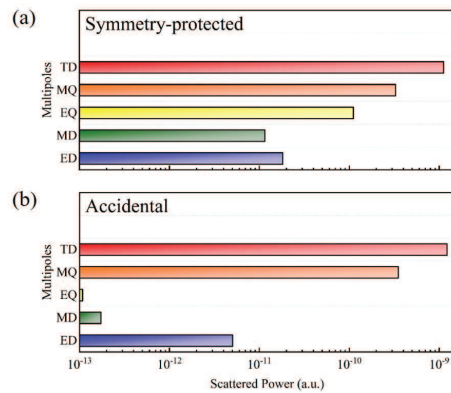 (a)
Symmetry-protected
Multipoles
TD
MQ
EQ
MD
ED
(b)
Accidental
Multipoles
TD
MQ
EQ
MD
ED
10⁻¹³ 10⁻¹² 10⁻¹¹ 10⁻¹⁰ 10⁻⁹
Scattered Power (a.u.)